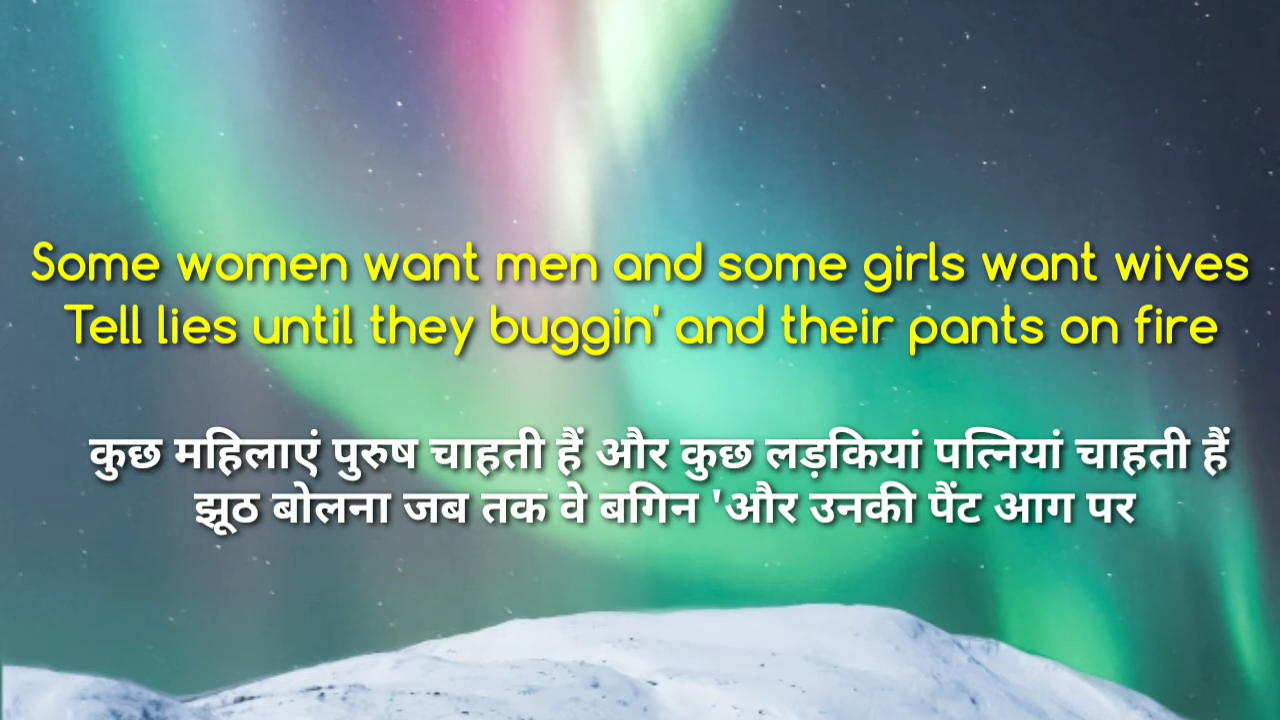 Some women want men and some girls want wives
Tell lies until they buggin' and their pants on fire
कुछ महिलाएं पुरुष चाहती हैं और कुछ लड़कियां पत्नियां चाहती हैं
झूठ बोलना जब तक वे बगिन 'और उनकी पैंट आग पर